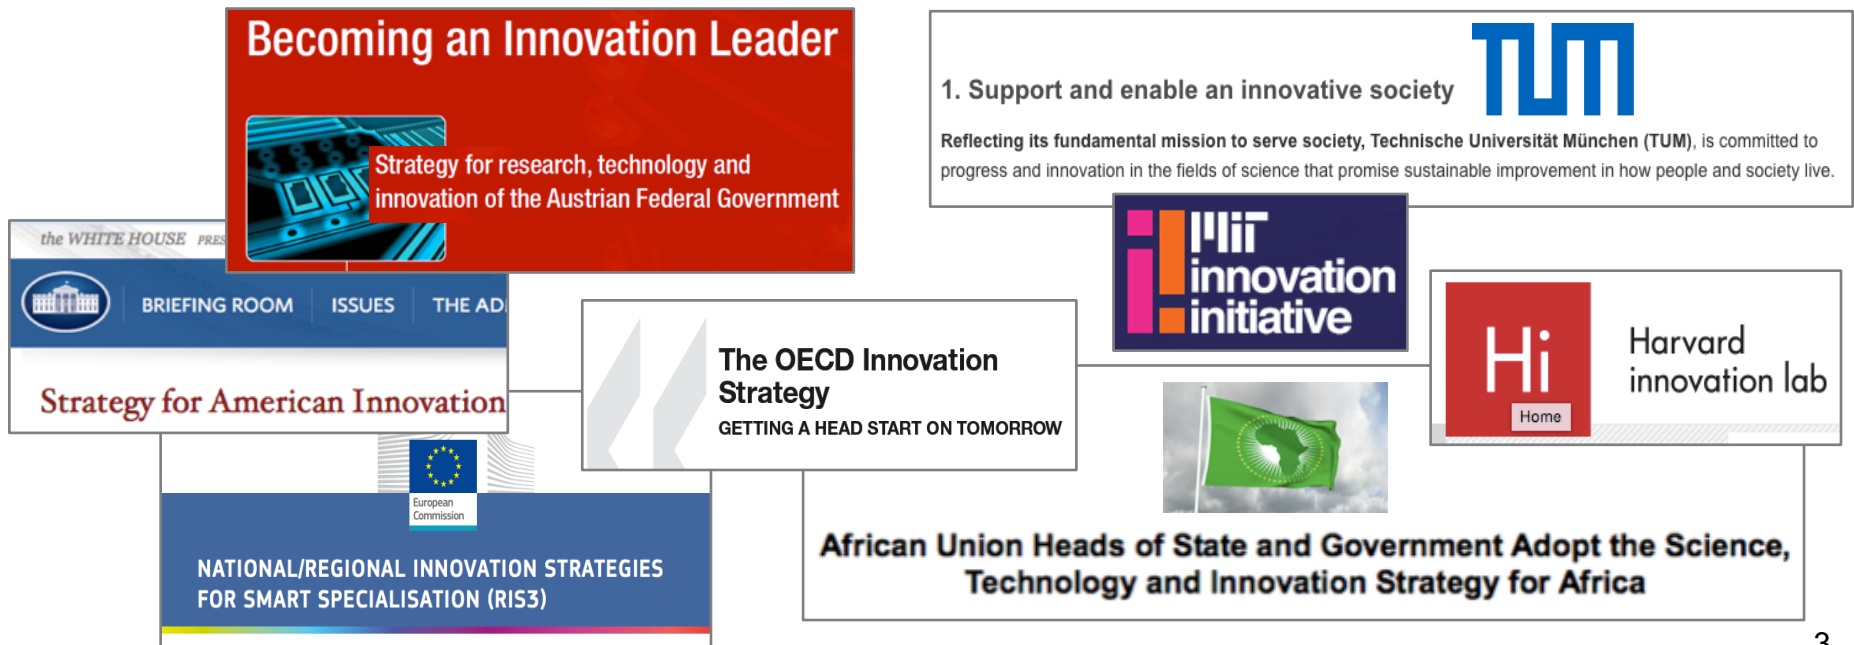 Becoming an Innovation Leader
Strategy for research, technology and
innovation of the Austrian Federal Government
TUM
1. Support and enable an innovative society
Reflecting its fundamental mission to serve society, Technische Universität München (TUM), is committed to
progress and innovation in the fields of science that promise sustainable improvement in how people and society live.
the WHITE HOUSE
BRIEFING ROOM ISSUES THE
Strategy for American Innovation
The OECD Innovation
Strategy
GETTING A HEAD START ON TOMORROW
MIT
innovation
initiative
Hi
Harvard
innovation lab
Home
European
Commission
NATIONAL/REGIONAL INNOVATION STRATEGIES
FOR SMART SPECIALISATION (RIS3)
African Union Heads of State and Government Adopt the Science,
Technology and Innovation Strategy for Africa
3